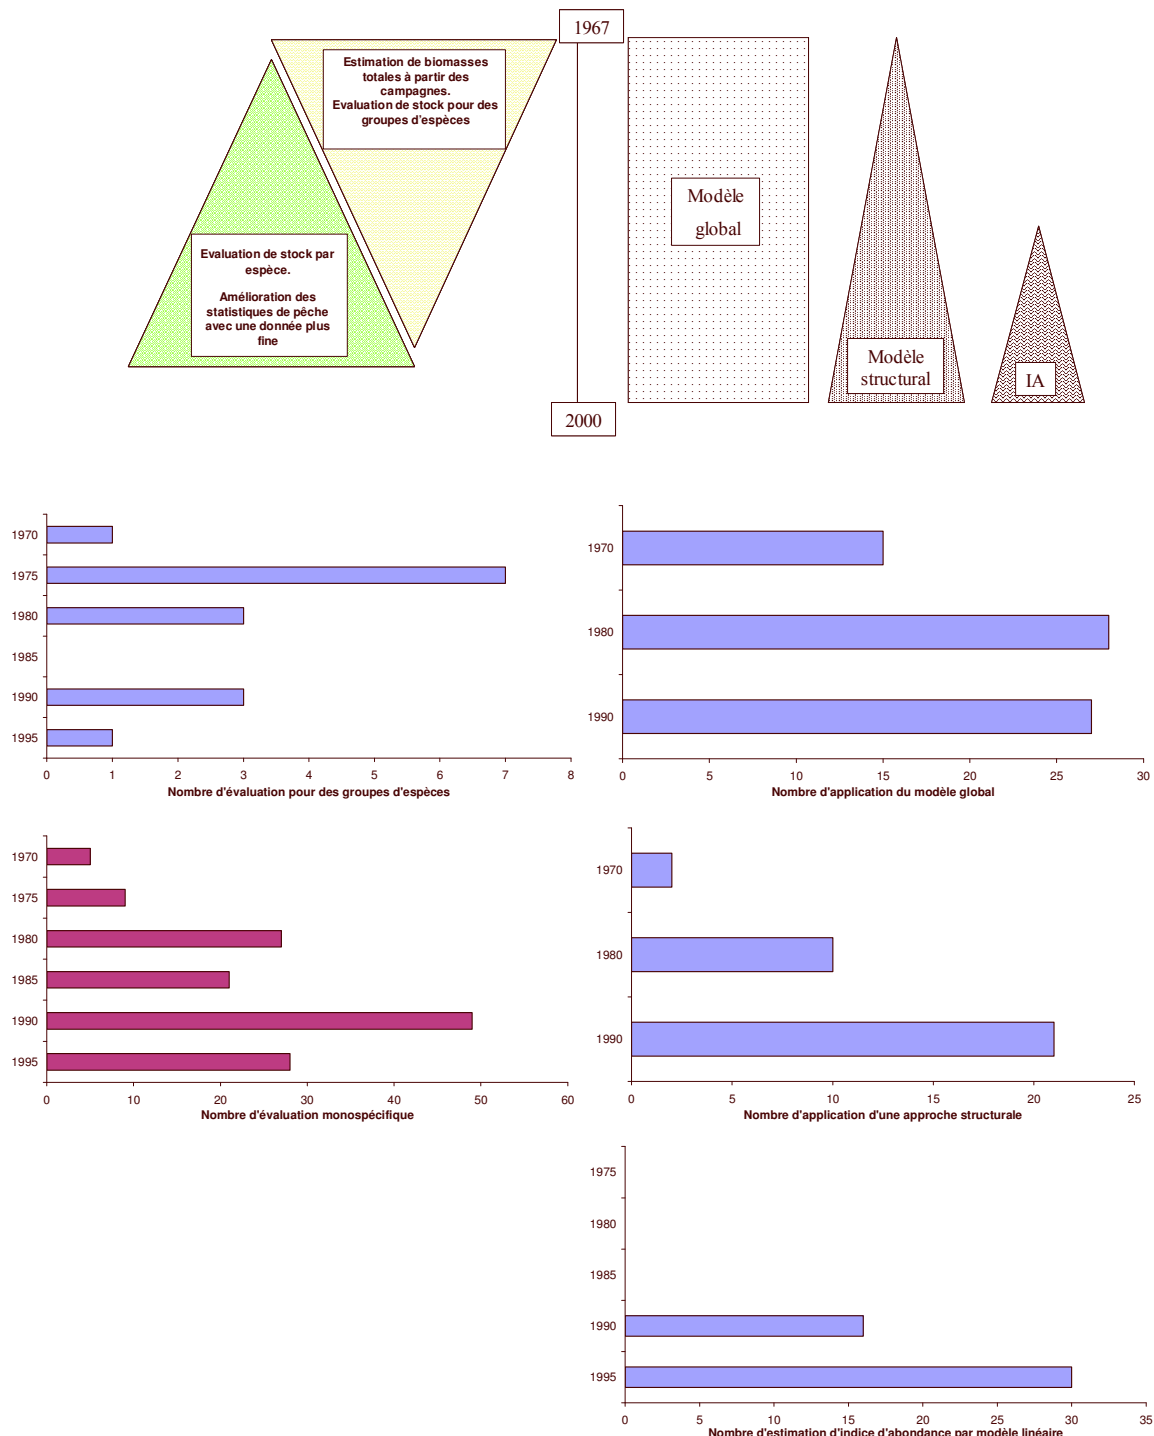 1967
Estimation de biomasses
totales à partir des
campagnes.
Evaluation de stock pour des
groupes d'espèces
Evaluation de stock par
espèce.
Amélioration des
statistiques de pêche
avec une donnée plus
fine
Modèle
global
Modèle
structural
IA
2000
1970
1975
1980
1985
1990
1995
0 1 2 3 4 5 6 7 8
Nombre d'évaluation pour des groupes d'espèces
1970
1980
1990
0 5 10 15 20 25 30
Nombre d'application du modèle global
1970
1975
1980
1985
1990
1995
0 10 20 30 40 50 60
Nombre d'évaluation monospécifique
1970
1980
1990
0 5 10 15 20 25
Nombre d'application d'une approche structurale
1975
1980
1985
1990
1995
0 5 10 15 20 25 30 35
Nombre d'estimation d'indice d'abondance par modèle linéaire